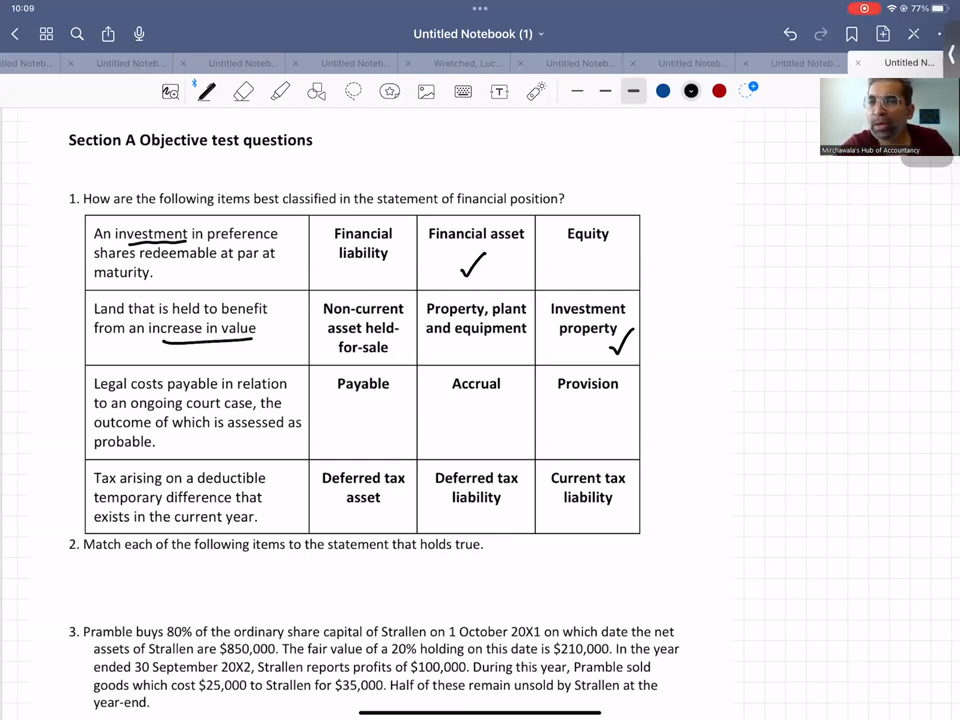 10:09
77%
Untitled Notebook (1)
Untitled Noteb...
Untitled Noteb...
Untitled Noteb...
Wretched, Luc...
Untitled Noteb...
Untitled Noteb...
Untitled Noteb...
Untitled N...
Mirchawala's Hub of Accountancy
Section A Objective test questions
1. How are the following items best classified in the statement of financial position?
An investment in preference
shares redeemable at par at
maturity.
Financial
liability
Financial asset
Equity
Land that is held to benefit
from an increase in value
Non-current
asset held-
for-sale
Property, plant
and equipment
Investment
property
Legal costs payable in relation
to an ongoing court case, the
outcome of which is assessed as
probable.
Payable
Accrual
Provision
Tax arising on a deductible
temporary difference that
exists in the current year.
Deferred tax
asset
Deferred tax
liability
Current tax
liability
2. Match each of the following items to the statement that holds true.
3. Pramble buys 80% of the ordinary share capital of Strallen on 1 October 20X1 on which date the net
assets of Strallen are $850,000. The fair value of a 20% holding on this date is $210,000. In the year
ended 30 September 20X2, Strallen reports profits of $100,000. During this year, Pramble sold
goods which cost $25,000 to Strallen for $35,000. Half of these remain unsold by Strallen at the
year-end.